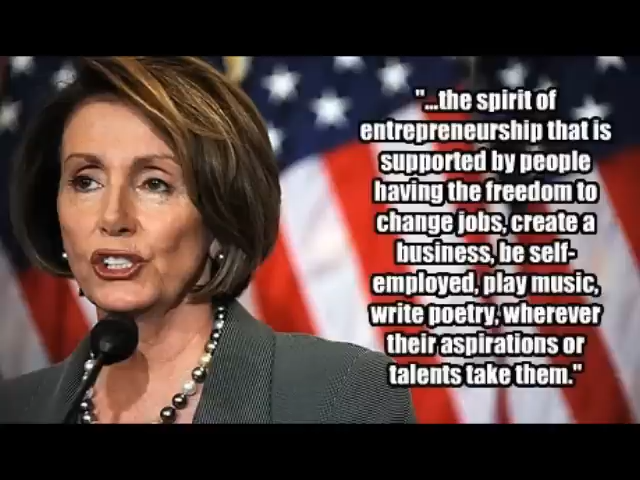 "...the spirit of
entrepreneurship that is
supported by people
having the freedom to
change jobs, create a
business, be self-
employed, play music,
write poetry, wherever
their aspirations or
talents take them."